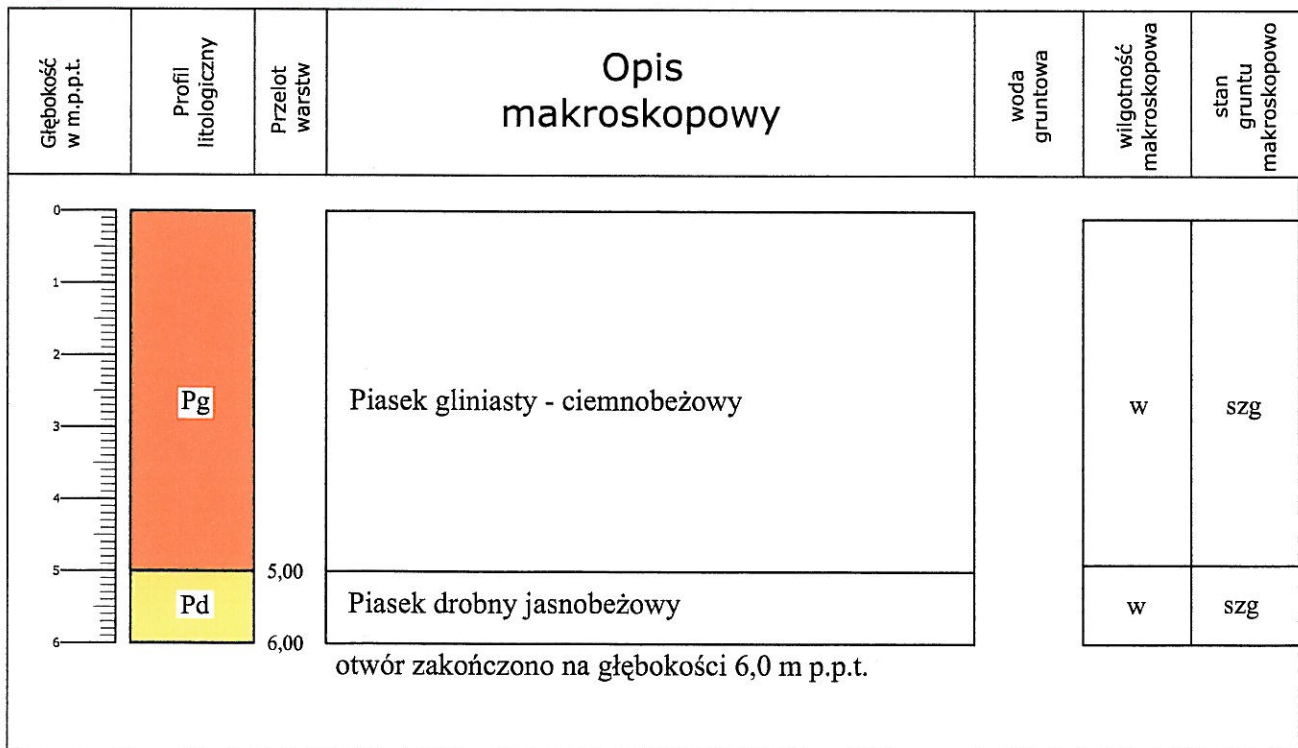 Głębokość
w m.p.p.t.
Profil
litologiczny
Przelot
warstw
Opis
makroskopowy
woda
gruntowa
wilgotność
makroskopowa
stan
gruntu
makroskopowo
0
1
2
3
4
5
6
Pg
Piasek gliniasty - ciemnobeżowy
w
szg
5,00
Pd
Piasek drobny jasnobeżowy
w
szg
6,00
otwór zakończono na głębokości 6,0 m p.p.t.